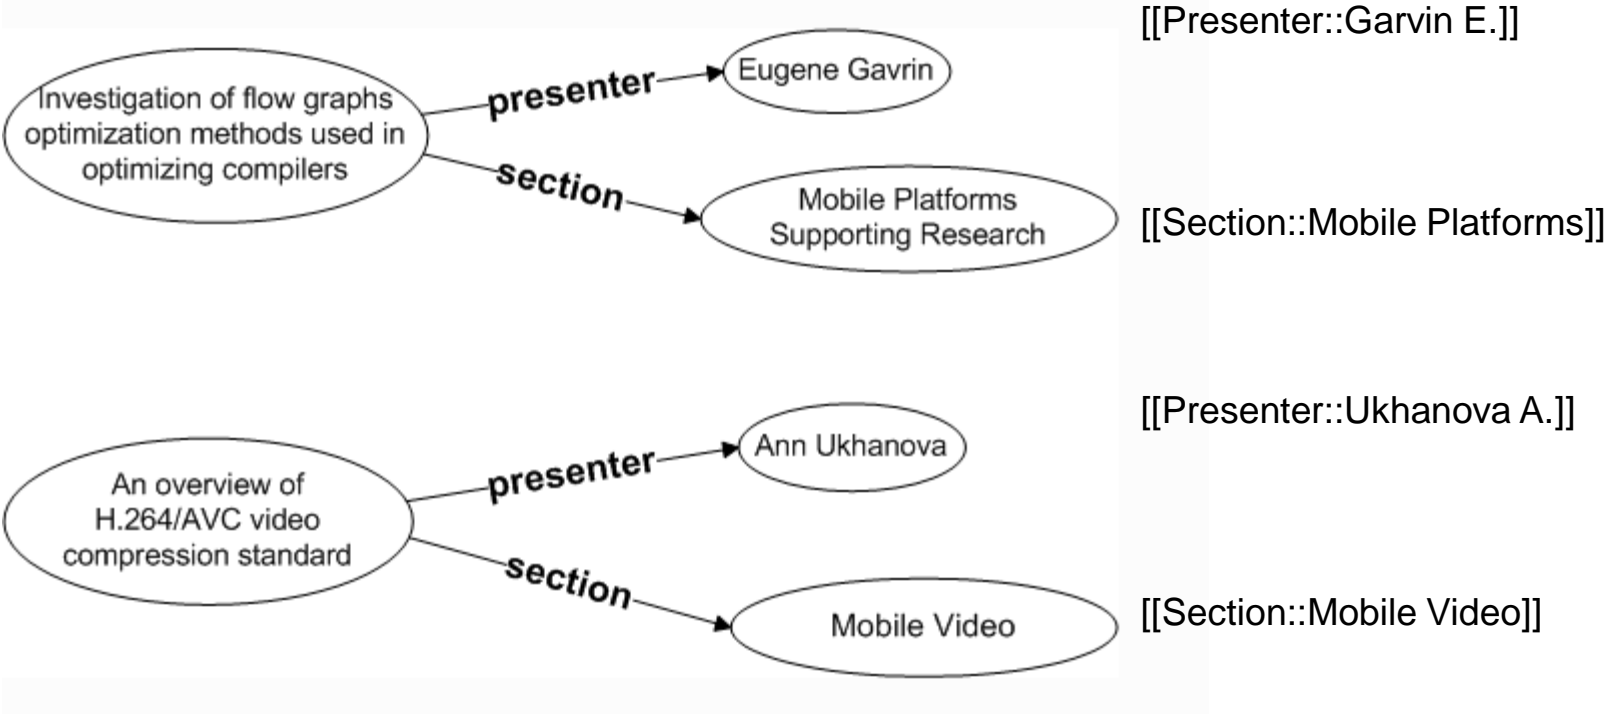 [[Presenter::Garvin E.]]
Eugene Gavrin
presenter
Investigation of flow graphs
optimization methods used in
optimizing compilers
section
Mobile Platforms
Supporting Research
[[Section::Mobile Platforms]]
[[Presenter::Ukhanova A.]]
Ann Ukhanova
presenter
An overview of
H.264/AVC video
compression standard
section
Mobile Video
[[Section::Mobile Video]]